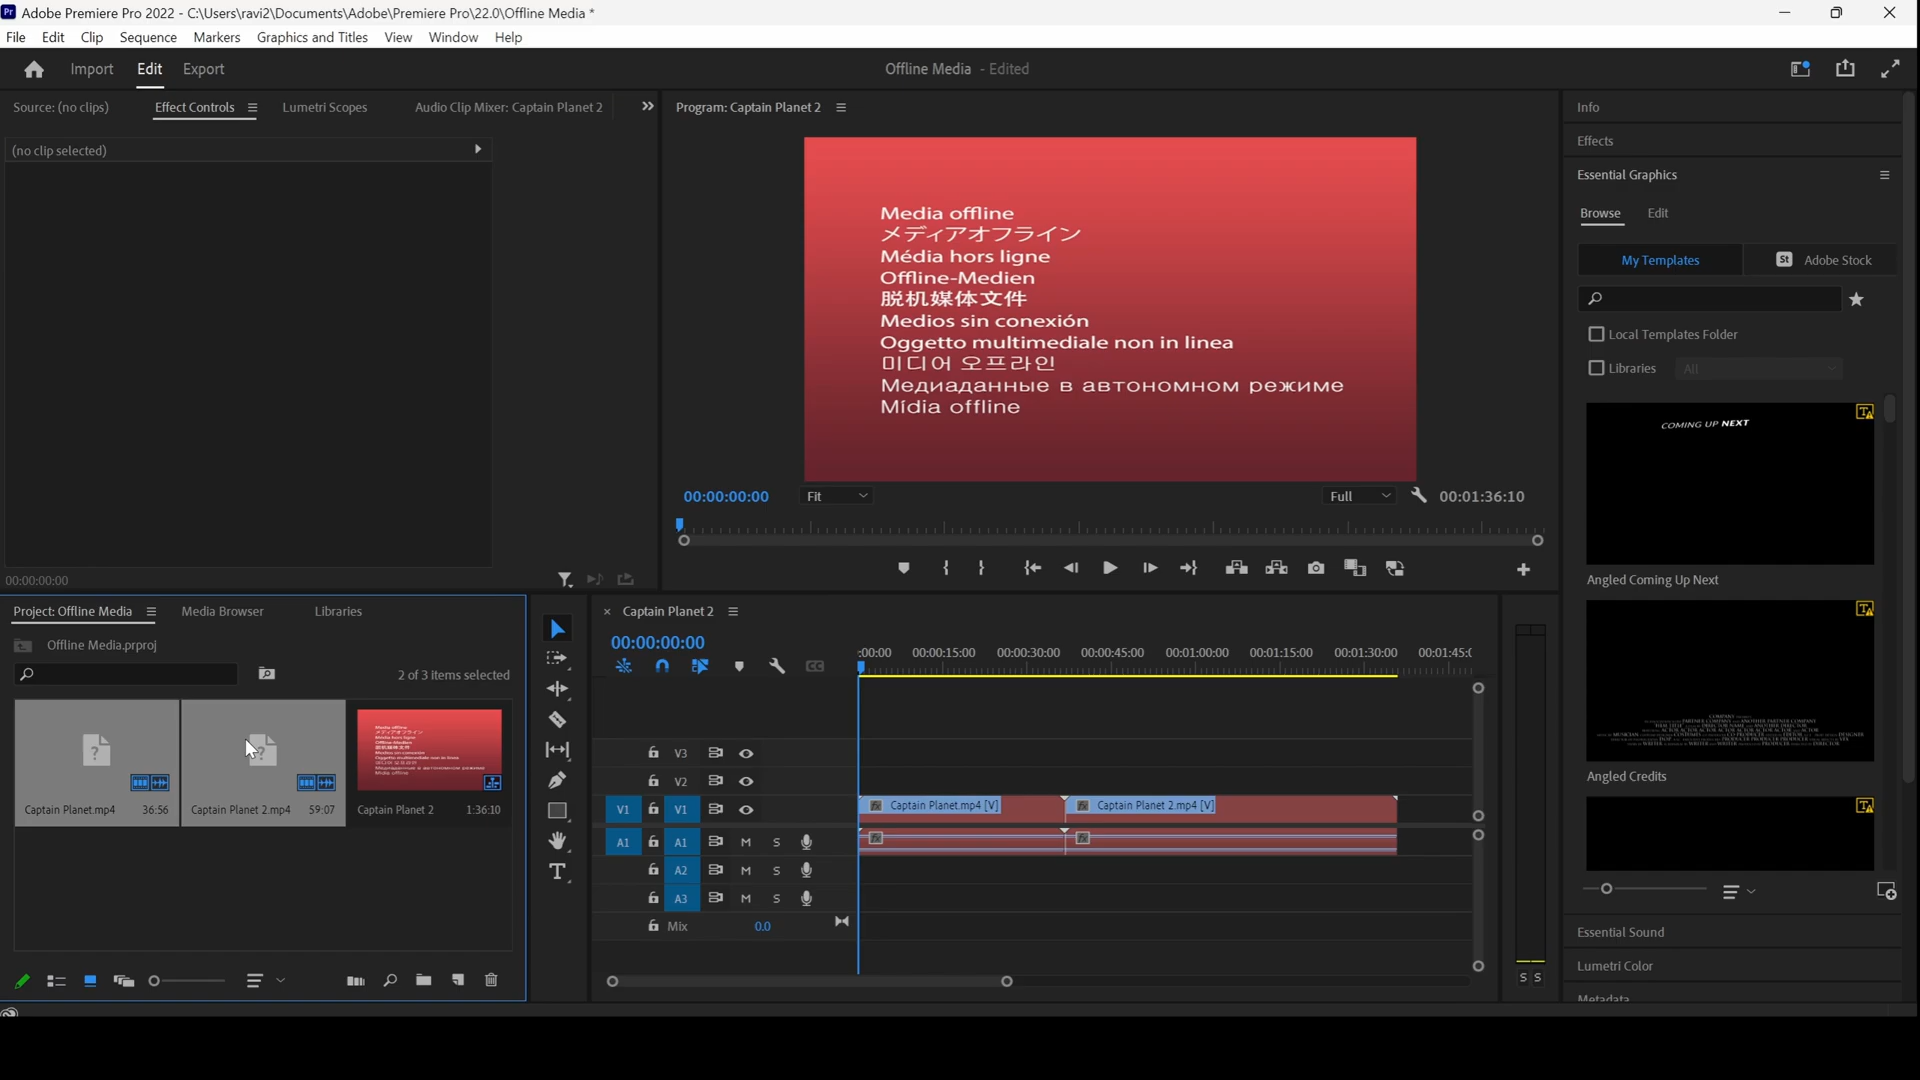 Pr Adobe Premiere Pro 2022 - C:\Users\ravi2\Documents\Adobe\Premiere Pro\22.0\Offline Media *
File Edit Clip Sequence Markers Graphics and Titles View Window Help
Import Edit Export
Offline Media - Edited
Source: (no clips) Effect Controls Lumetri Scopes Audio Clip Mixer: Captain Planet 2
(no clip selected)
00:00:00:00
Program: Captain Planet 2
Media offline
メディアオフライン
Média hors ligne
Offline-Medien
脱机媒体文件
Medios sin conexión
Oggetto multimediale non in linea
미디어 오프라인
Медиаданные в автономном режиме
Mídia offline
00:00:00:00 Fit Full 00:01:36:10
Info
Effects
Essential Graphics
Browse Edit
My Templates St Adobe Stock
Local Templates Folder
Libraries All
COMING UP NEXT
Angled Coming Up Next
Angled Credits
Essential Sound
Lumetri Color
Metadata
Project: Offline Media Media Browser Libraries
Offline Media.prproj
2 of 3 items selected
Captain Planet.mp4 36:56
Captain Planet 2.mp4 59:07
Captain Planet 2 1:36:10
× Captain Planet 2
00:00:00:00
:00:00 00:00:15:00 00:00:30:00 00:00:45:00 00:01:00:00 00:01:15:00 00:01:30:00 00:01:45:0
V3
V2
V1 V1 Captain Planet.mp4 [V] Captain Planet 2.mp4 [V]
A1 A1 M S
A2 M S
A3 M S
Mix 0.0
S S